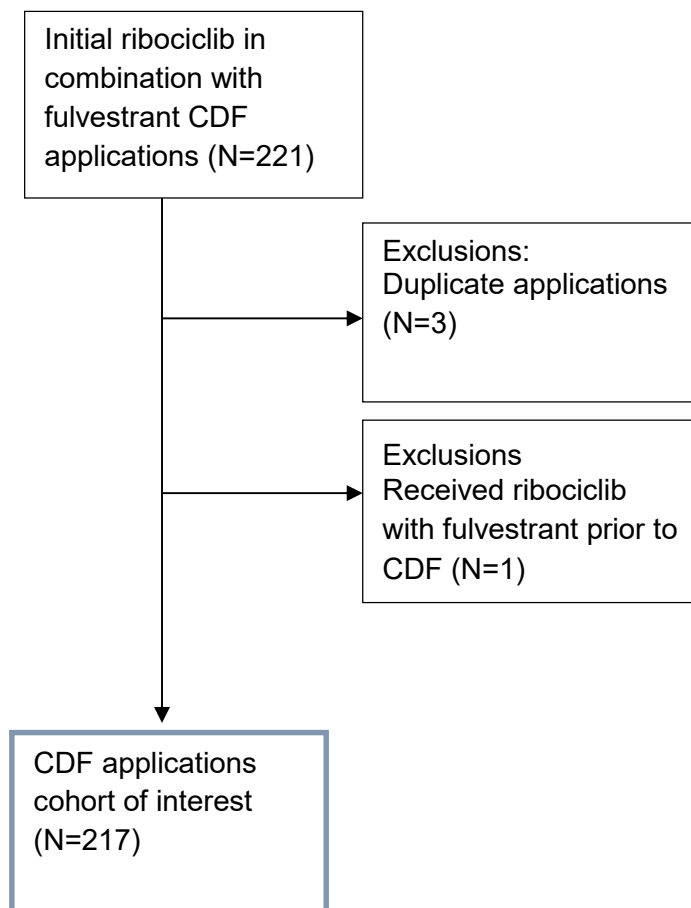 Initial ribociclib in
combination with
fulvestrant CDF
applications (N=221)
Exclusions:
Duplicate applications
(N=3)
Exclusions
Received ribociclib
with fulvestrant prior to
CDF (N=1)
CDF applications
cohort of interest
(N=217)